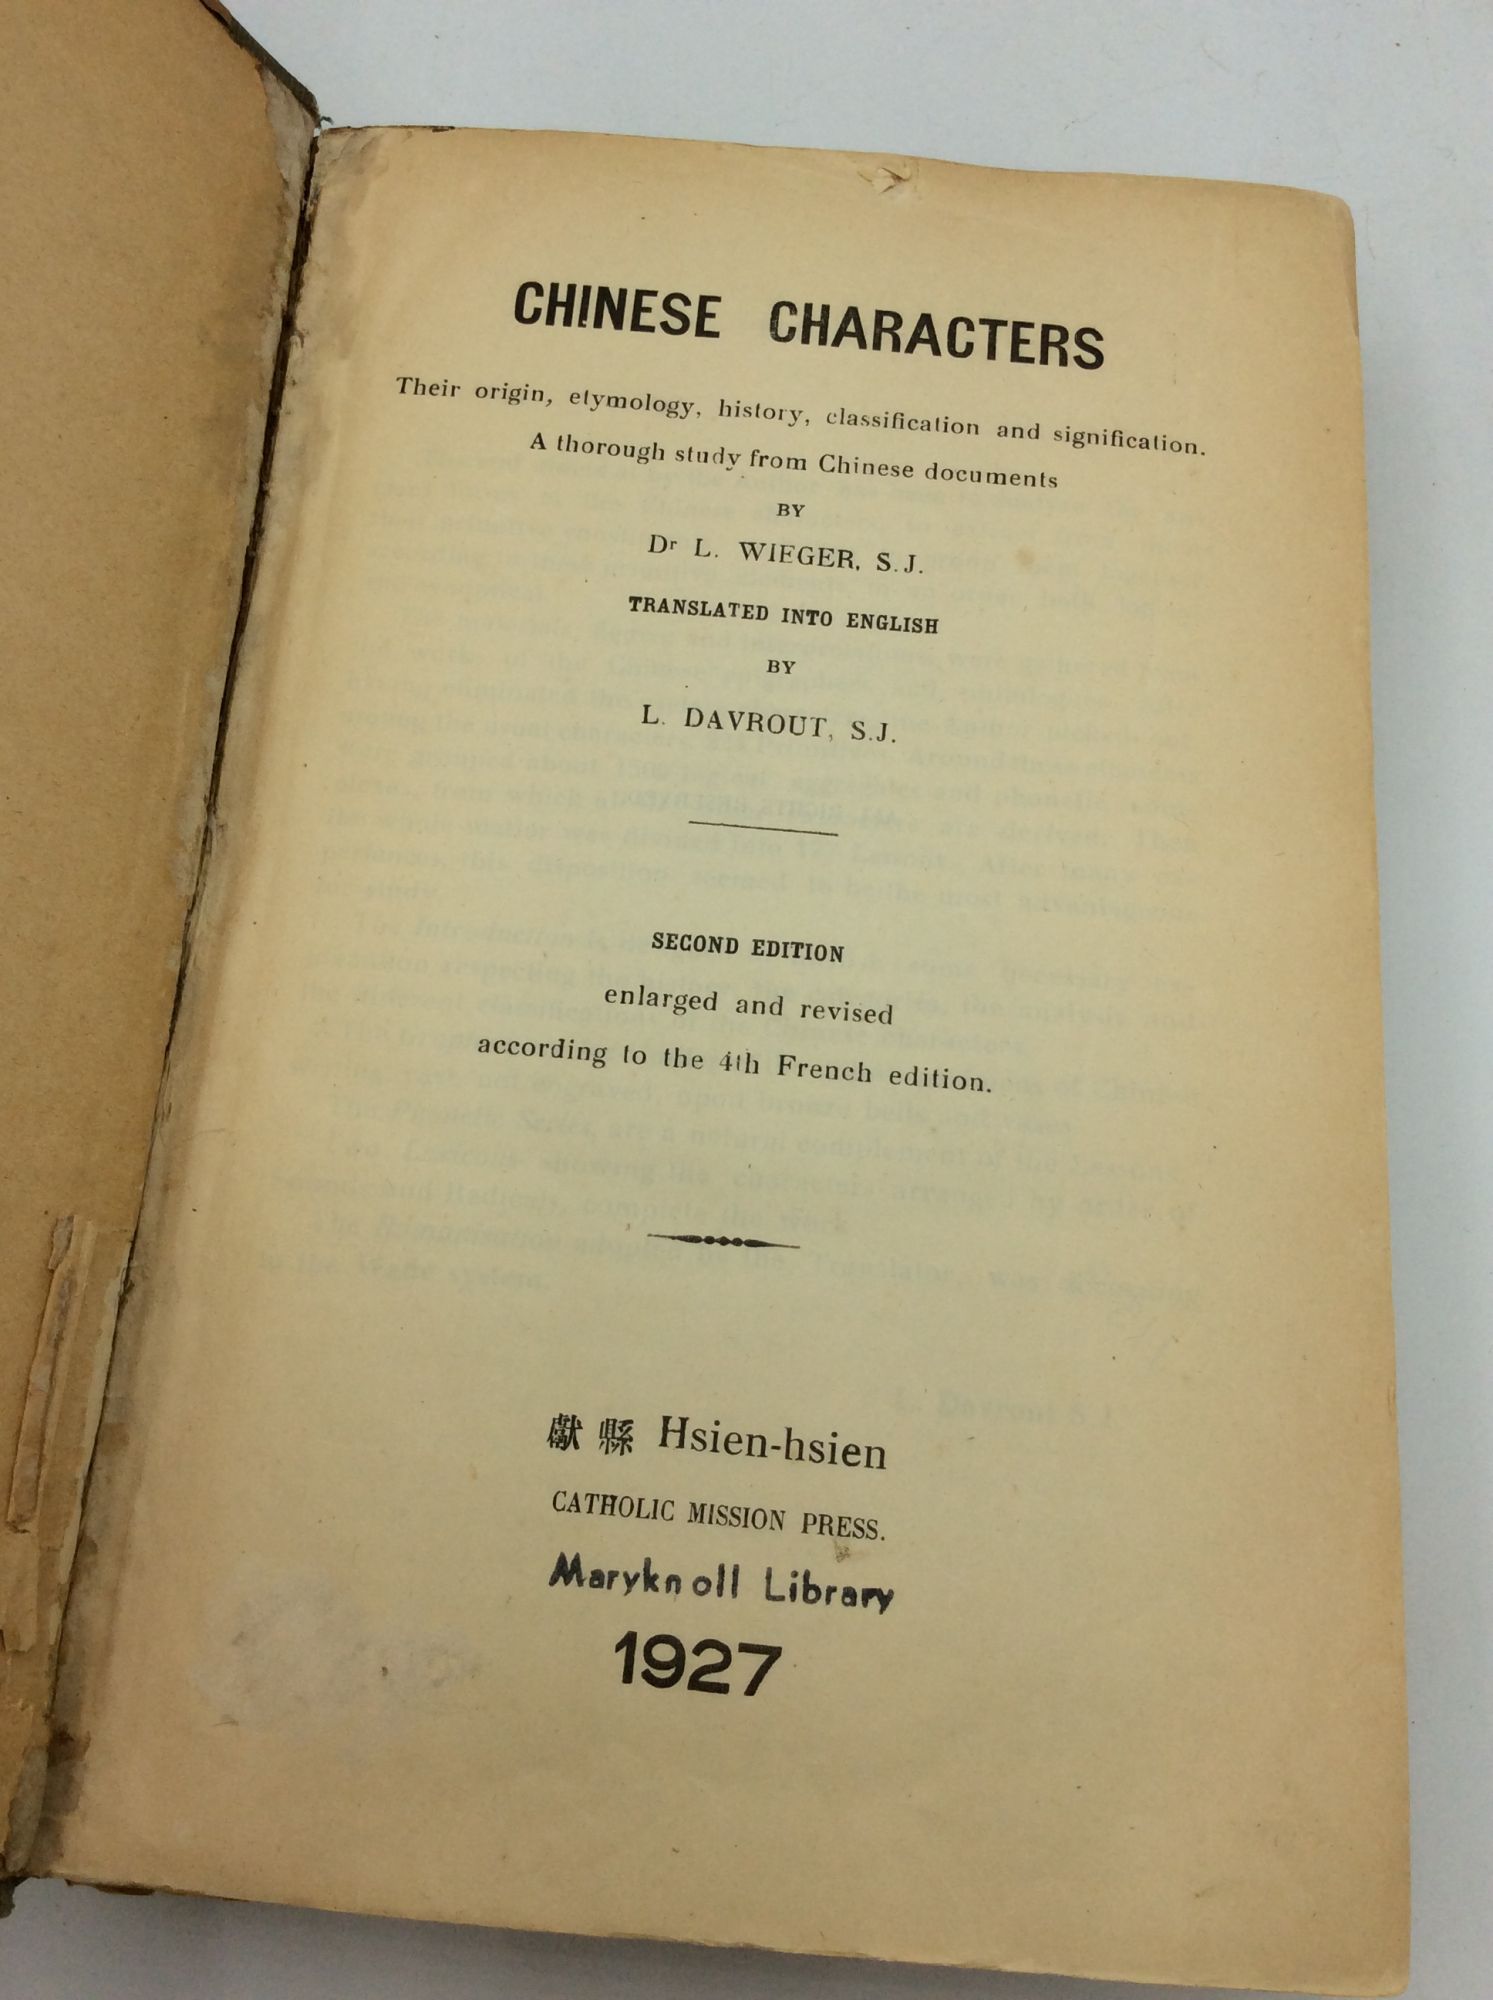 CHINESE CHARACTERS
Their origin, etymology, history, classification and signification.
A thorough study from Chinese documents
BY
Dr L. WIEGER, S.J.
TRANSLATED INTO ENGLISH
BY
L. DAVROUT, S.J.
SECOND EDITION
enlarged and revised
according to the 4th French edition.
獻縣 Hsien-hsien
CATHOLIC MISSION PRESS.
Maryknoll Library
1927